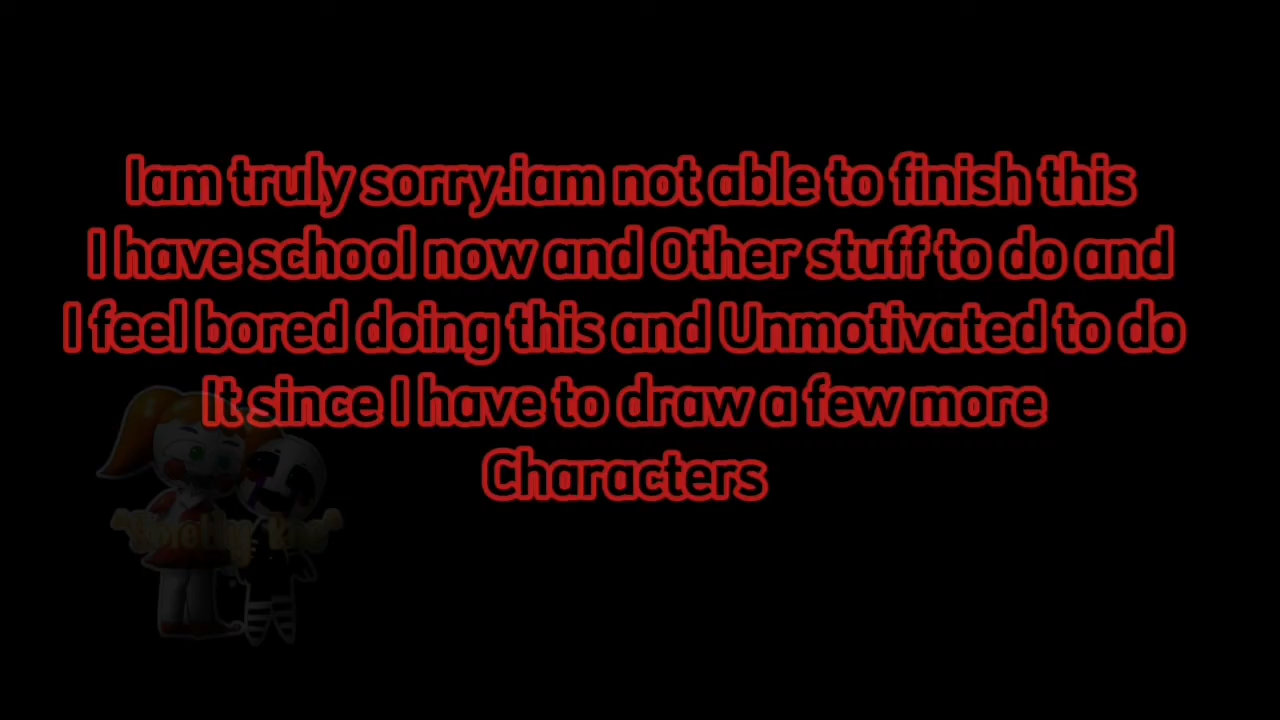 Iam truly sorry.iam not able to finish this
I have school now and Other stuff to do and
I feel bored doing this and Unmotivated to do
It since I have to draw a few more
Characters